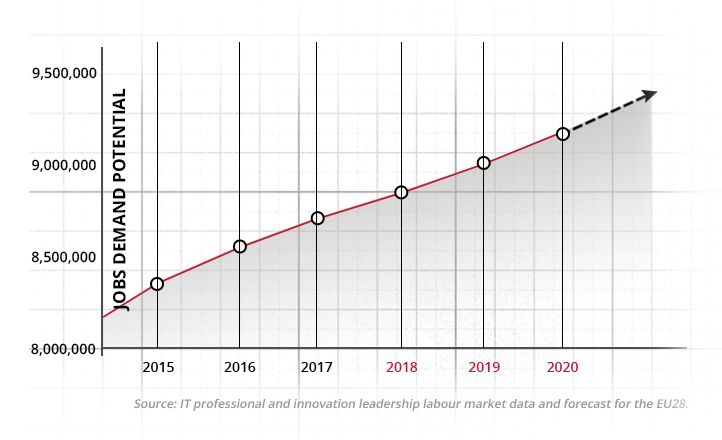 9,500,000
9,000,000
8,500,000
8,000,000
JOBS DEMAND POTENTIAL
2015 2016 2017 2018 2019 2020
Source: IT professional and innovation leadership labour market data and forecast for the EU28.